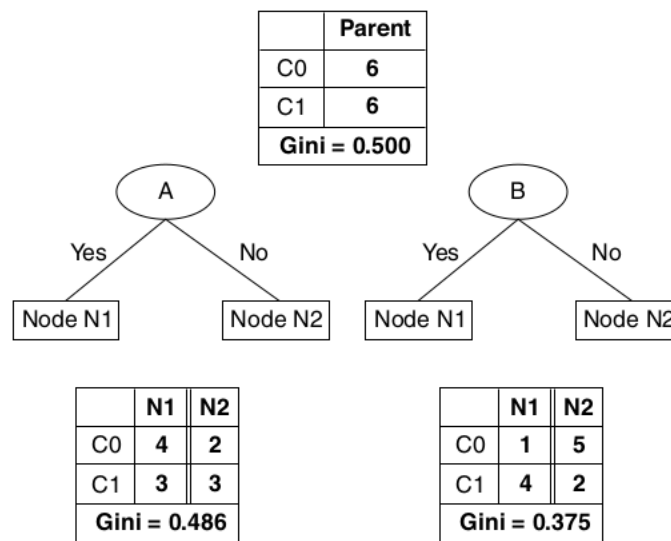 Parent
C0 6
C1 6
Gini = 0.500
A B
Yes No Yes No
Node N1 Node N2 Node N1 Node N2
N1 N2
C0 4 2
C1 3 3
Gini = 0.486
N1 N2
C0 1 5
C1 4 2
Gini = 0.375